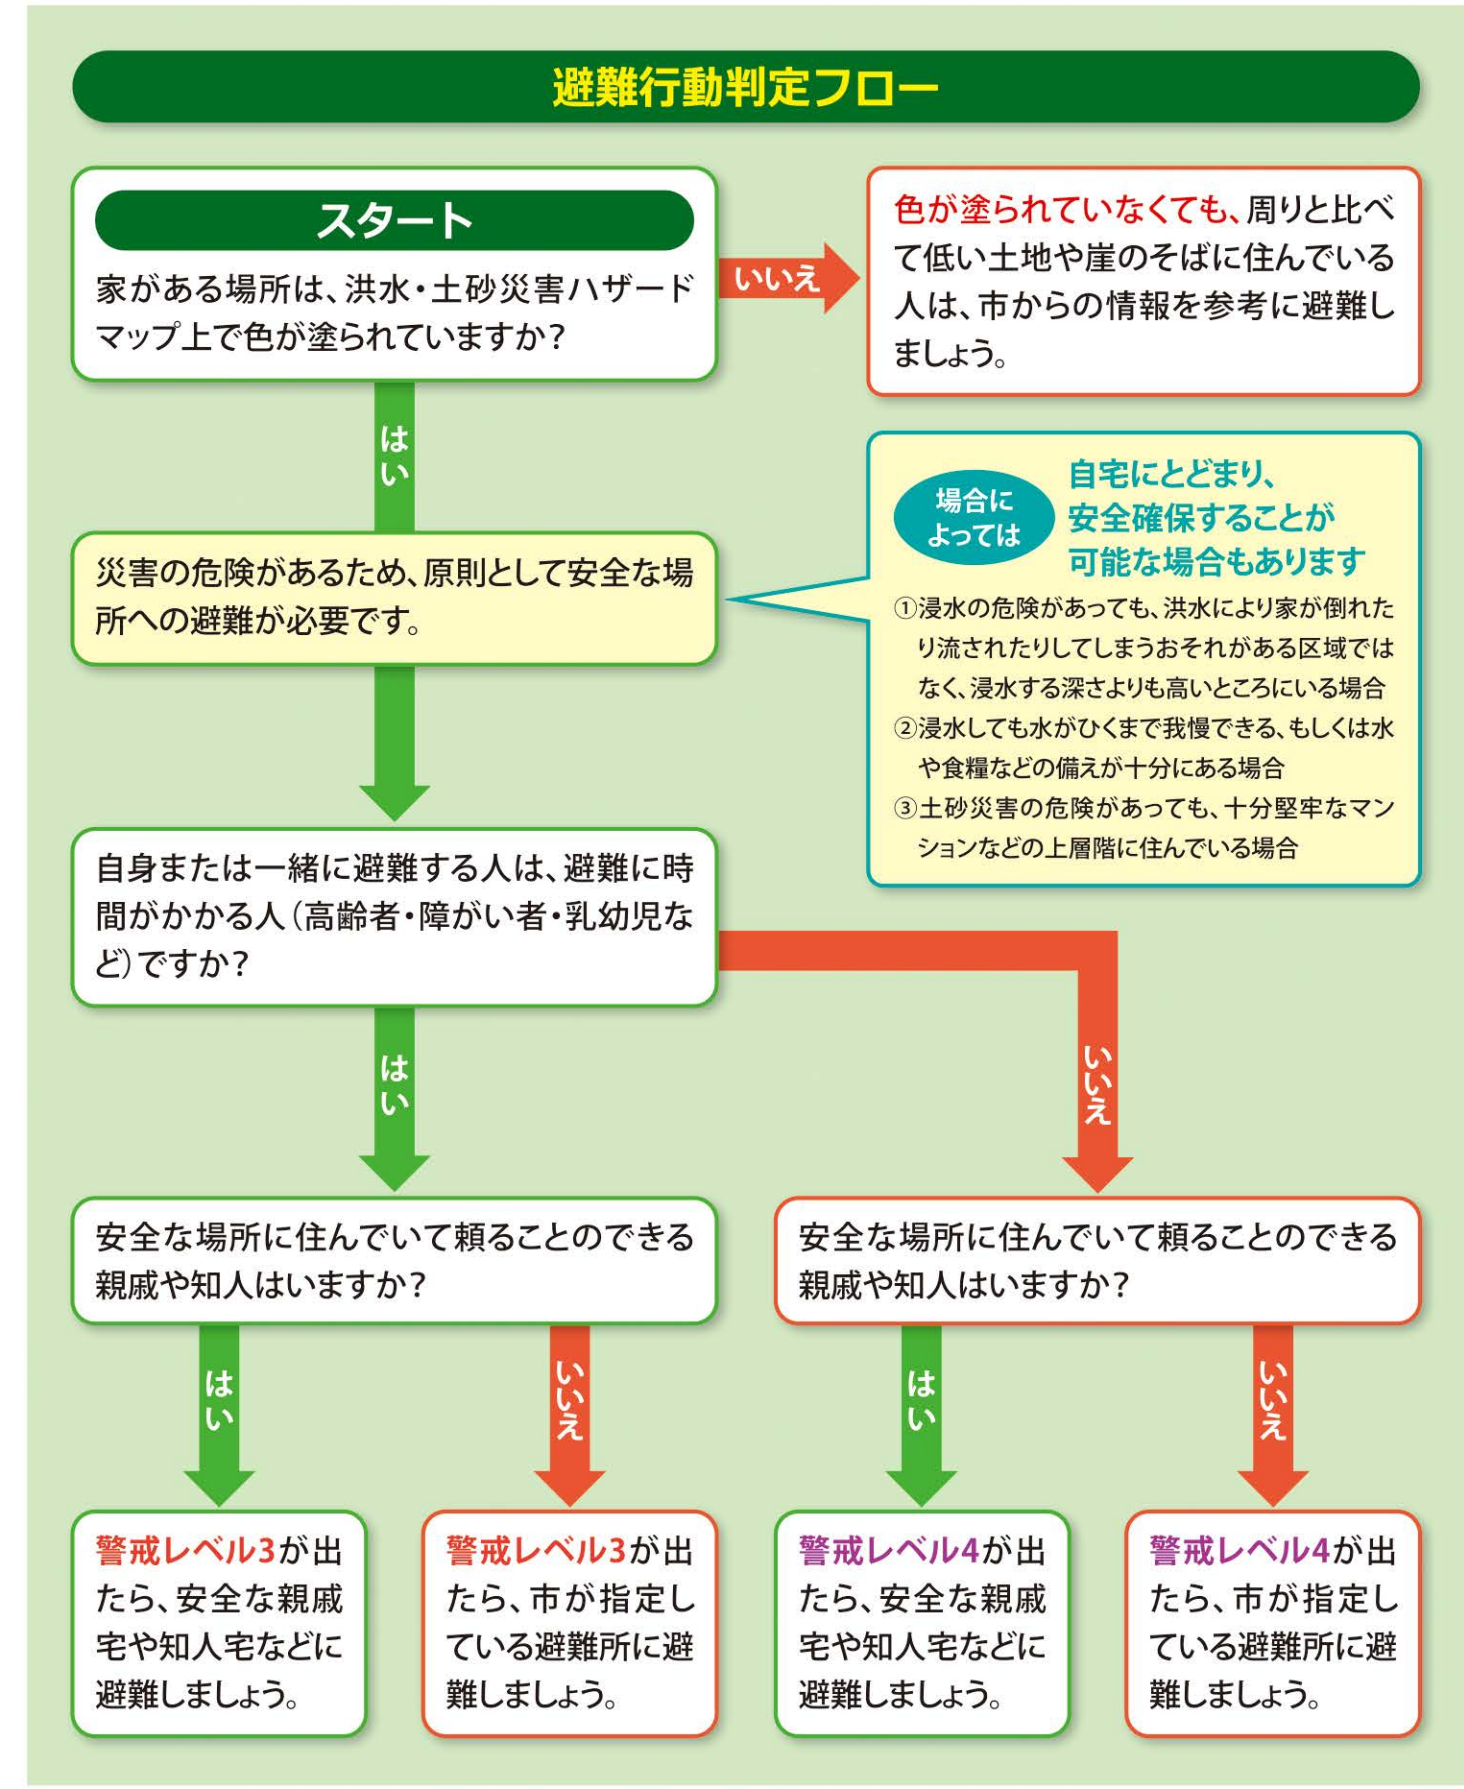 避難行動判定フロー
スタート
家がある場所は、洪水・土砂災害ハザード
マップ上で色が塗られていますか？
いいえ
色が塗られていなくても、周りと比べ
て低い土地や崖のそばに住んでいる
人は、市からの情報を参考に避難し
ましょう。
はい
災害の危険があるため、原則として安全な場
所への避難が必要です。
場合に
よっては
自宅にとどまり、
安全確保することが
可能な場合もあります
①浸水の危険があっても、洪水により家が倒れた
り流されたりしてしまうおそれがある区域では
なく、浸水する深さよりも高いところにいる場合
②浸水しても水がひくまで我慢できる、もしくは水
や食糧などの備えが十分にある場合
③土砂災害の危険があっても、十分堅牢なマン
ションなどの上層階に住んでいる場合
自身または一緒に避難する人は、避難に時
間がかかる人（高齢者・障がい者・乳幼児な
ど）ですか？
はい
いいえ
安全な場所に住んでいて頼ることのできる
親戚や知人はいますか？
安全な場所に住んでいて頼ることのできる
親戚や知人はいますか？
はい
いいえ
はい
いいえ
警戒レベル3が出
たら、安全な親戚
宅や知人宅などに
避難しましょう。
警戒レベル3が出
たら、市が指定し
ている避難所に避
難しましょう。
警戒レベル4が出
たら、安全な親戚
宅や知人宅などに
避難しましょう。
警戒レベル4が出
たら、市が指定し
ている避難所に避
難しましょう。